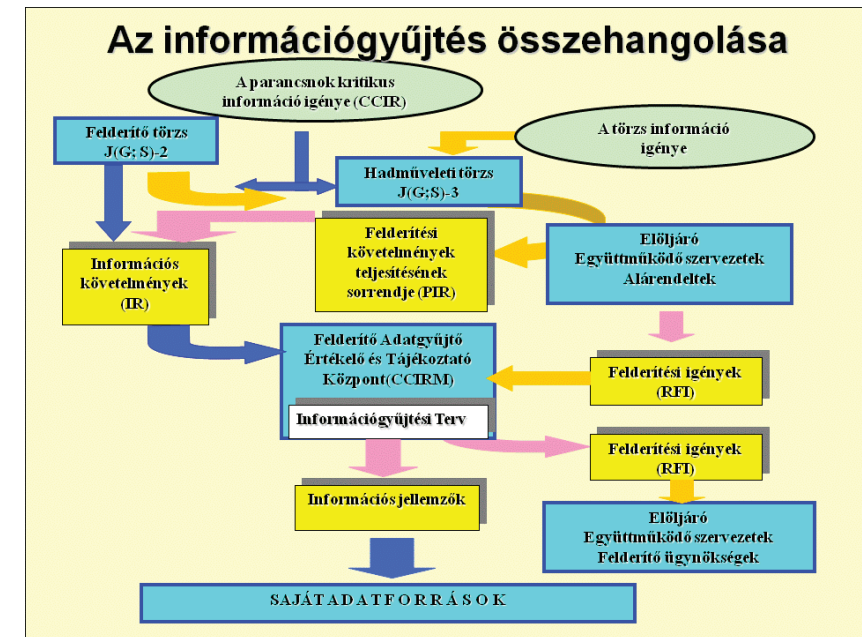 Az információgyűjtés összehangolása
A parancsnok kritikus
információ igénye (CCIR)
Felderítő törzs
J(G; S)-2
A törzs információ
igénye
Hadműveleti törzs
J(G;S)-3
Információs
követelmények
(IR)
Felderítési
követelmények
teljesítésének
sorrendje (PIR)
Elöljáró
Együttműködő szervezetek
Alárendeltek
Felderítő Adatgyűjtő
Értékelő és Tájékoztató
Központ(CCIRM)
Információgyűjtési Terv
Felderítési igények
(RFI)
Felderítési igények
(RFI)
Információs jellemzők
Elöljáró
Együttműködő szervezetek
Felderítő ügynökségek
SAJÁT ADATFORRÁSOK